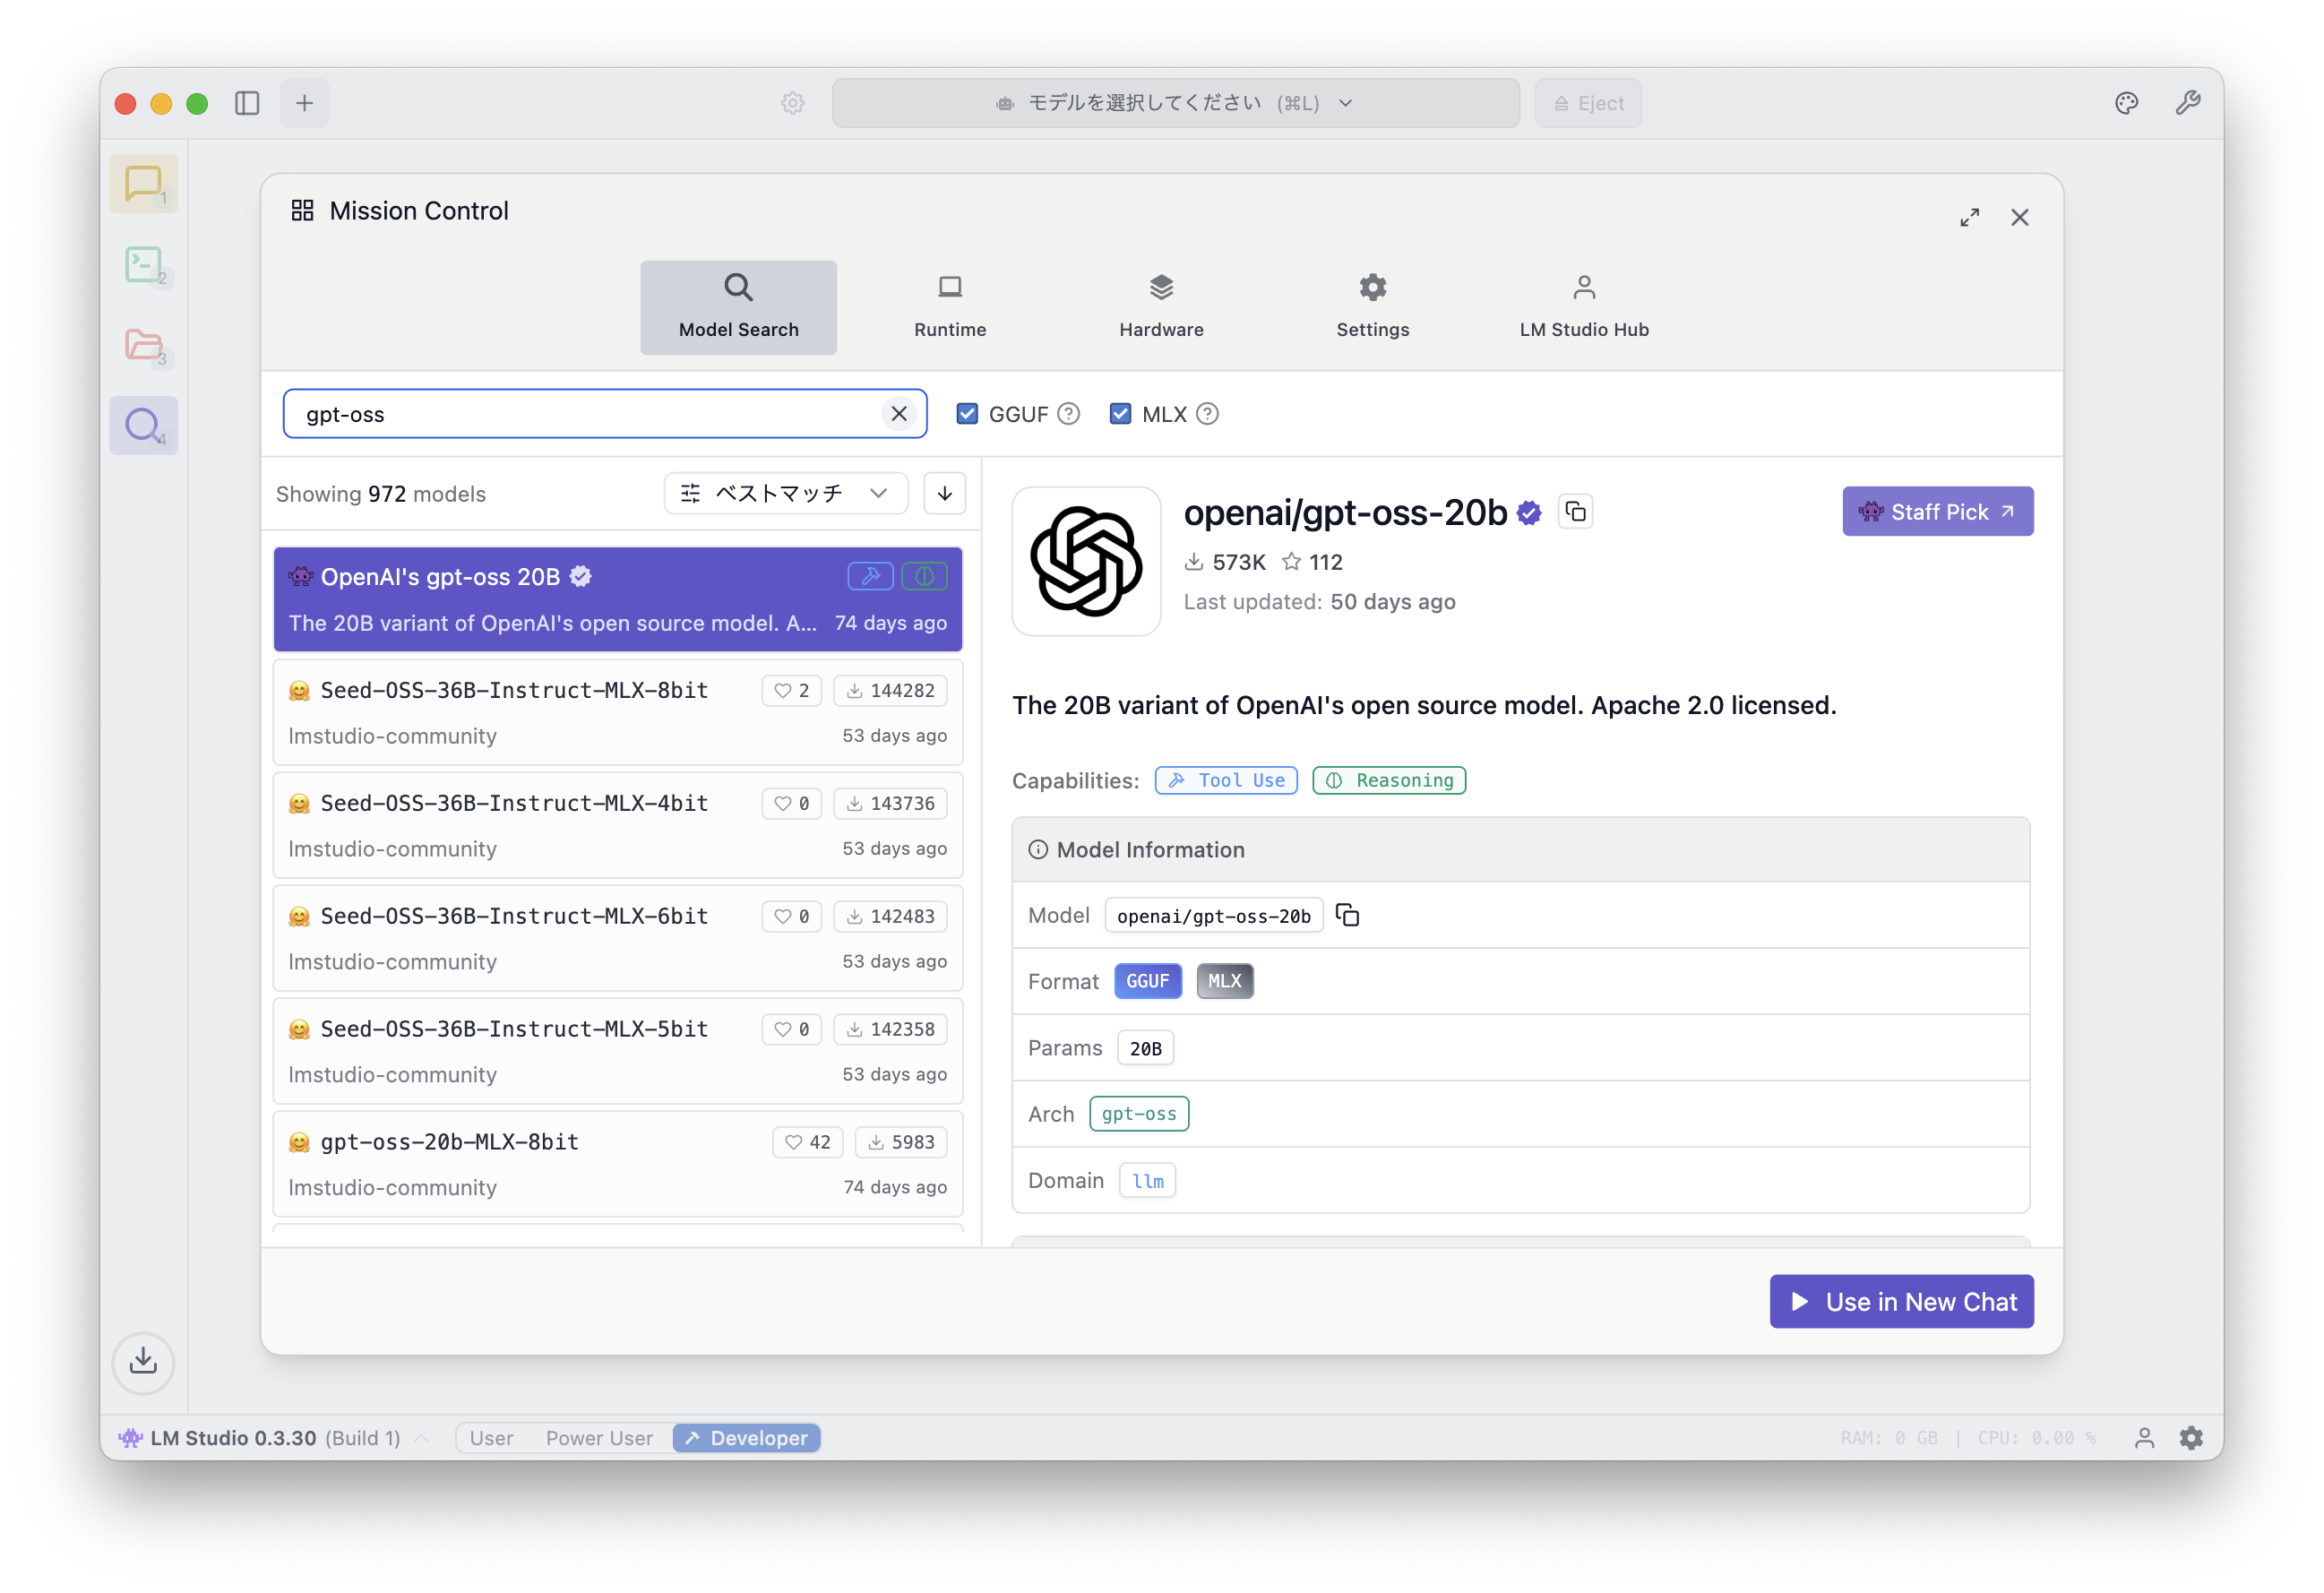 モデルを選択してください (⌘L)
Eject
1
2
3
4
Mission Control
Model Search
Runtime
Hardware
Settings
LM Studio Hub
gpt-oss
GGUF
MLX
Showing 972 models
ベストマッチ
OpenAI's gpt-oss 20B
The 20B variant of OpenAI's open source model. A... 74 days ago
Seed-OSS-36B-Instruct-MLX-8bit 2 144282
lmstudio-community 53 days ago
Seed-OSS-36B-Instruct-MLX-4bit 0 143736
lmstudio-community 53 days ago
Seed-OSS-36B-Instruct-MLX-6bit 0 142483
lmstudio-community 53 days ago
Seed-OSS-36B-Instruct-MLX-5bit 0 142358
lmstudio-community 53 days ago
gpt-oss-20b-MLX-8bit 42 5983
lmstudio-community 74 days ago
openai/gpt-oss-20b
Staff Pick
573K 112
Last updated: 50 days ago
The 20B variant of OpenAI's open source model. Apache 2.0 licensed.
Capabilities: Tool Use Reasoning
Model Information
Model openai/gpt-oss-20b
Format GGUF MLX
Params 20B
Arch gpt-oss
Domain llm
Use in New Chat
LM Studio 0.3.30 (Build 1) User Power User Developer
RAM: 0 GB | CPU: 0.00 %